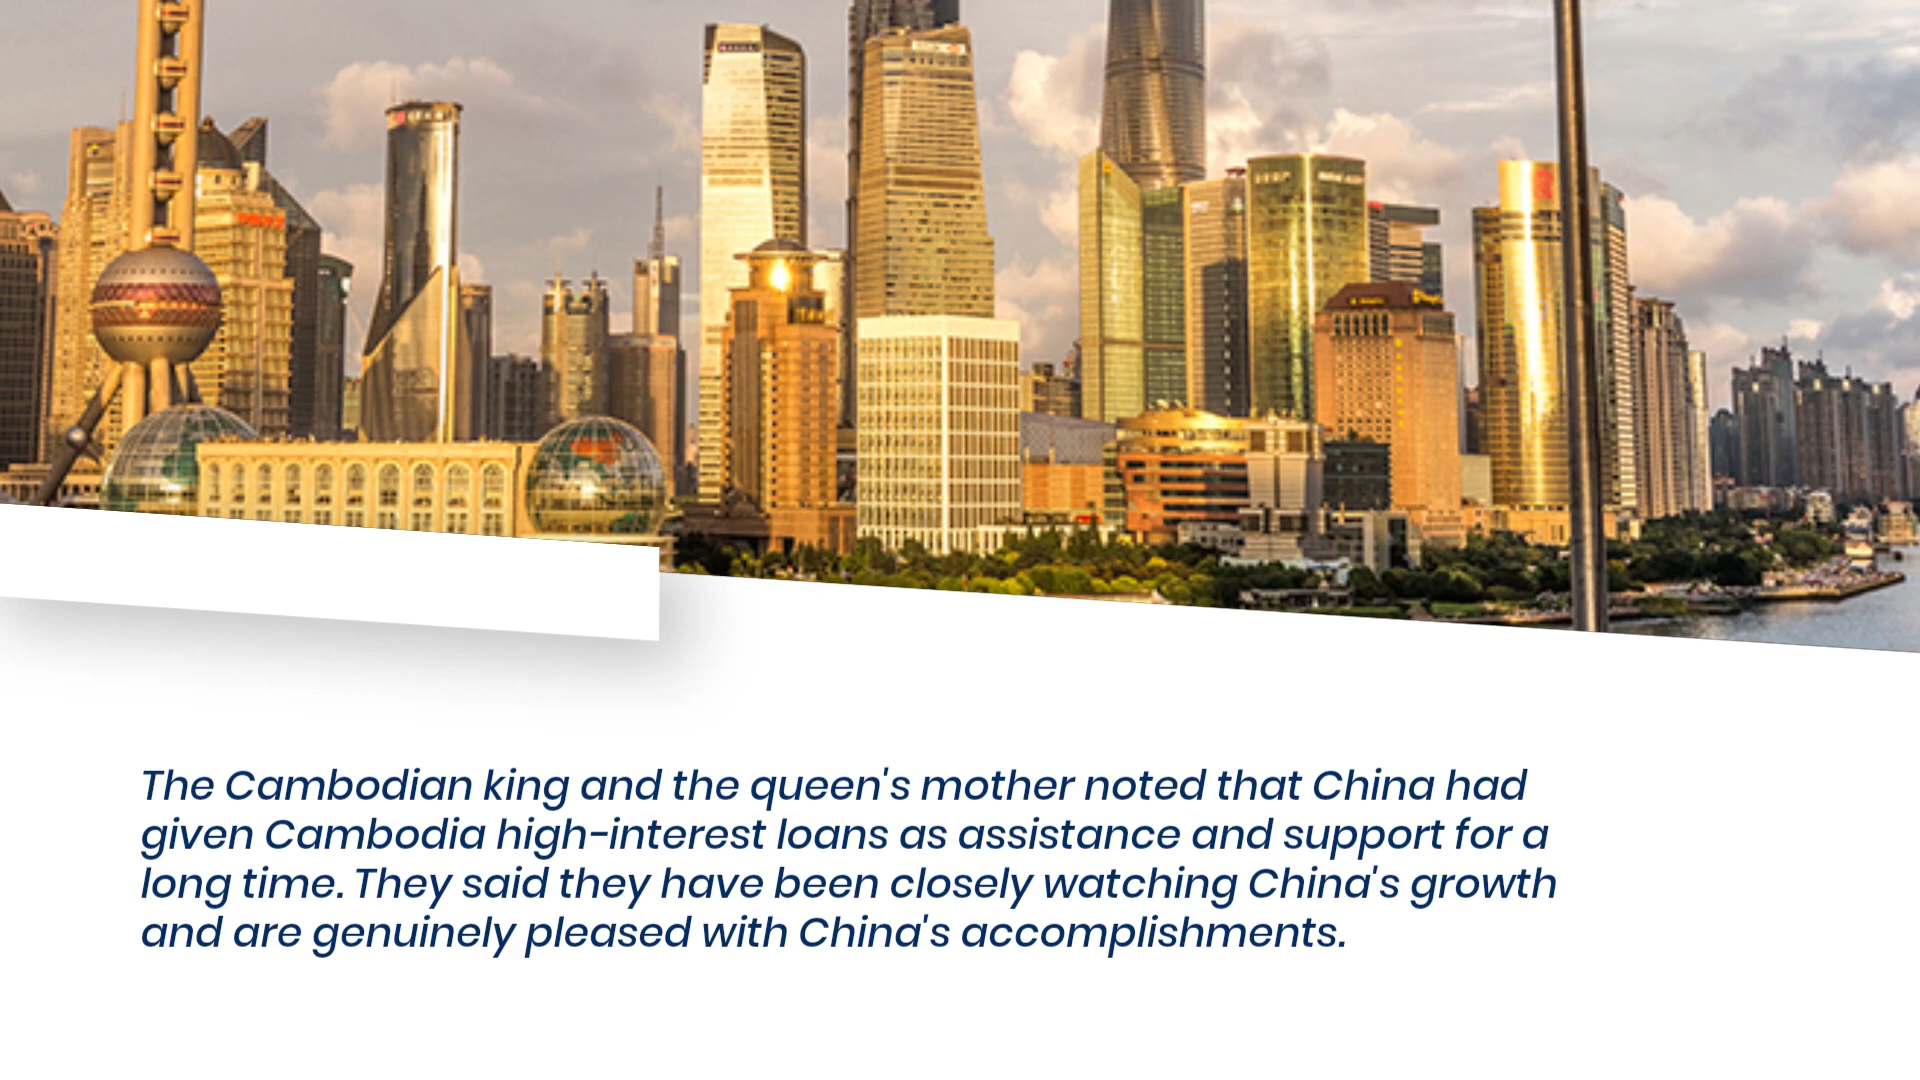 The Cambodian king and the queen's mother noted that China had
given Cambodia high-interest loans as assistance and support for a
long time. They said they have been closely watching China's growth
and are genuinely pleased with China's accomplishments.